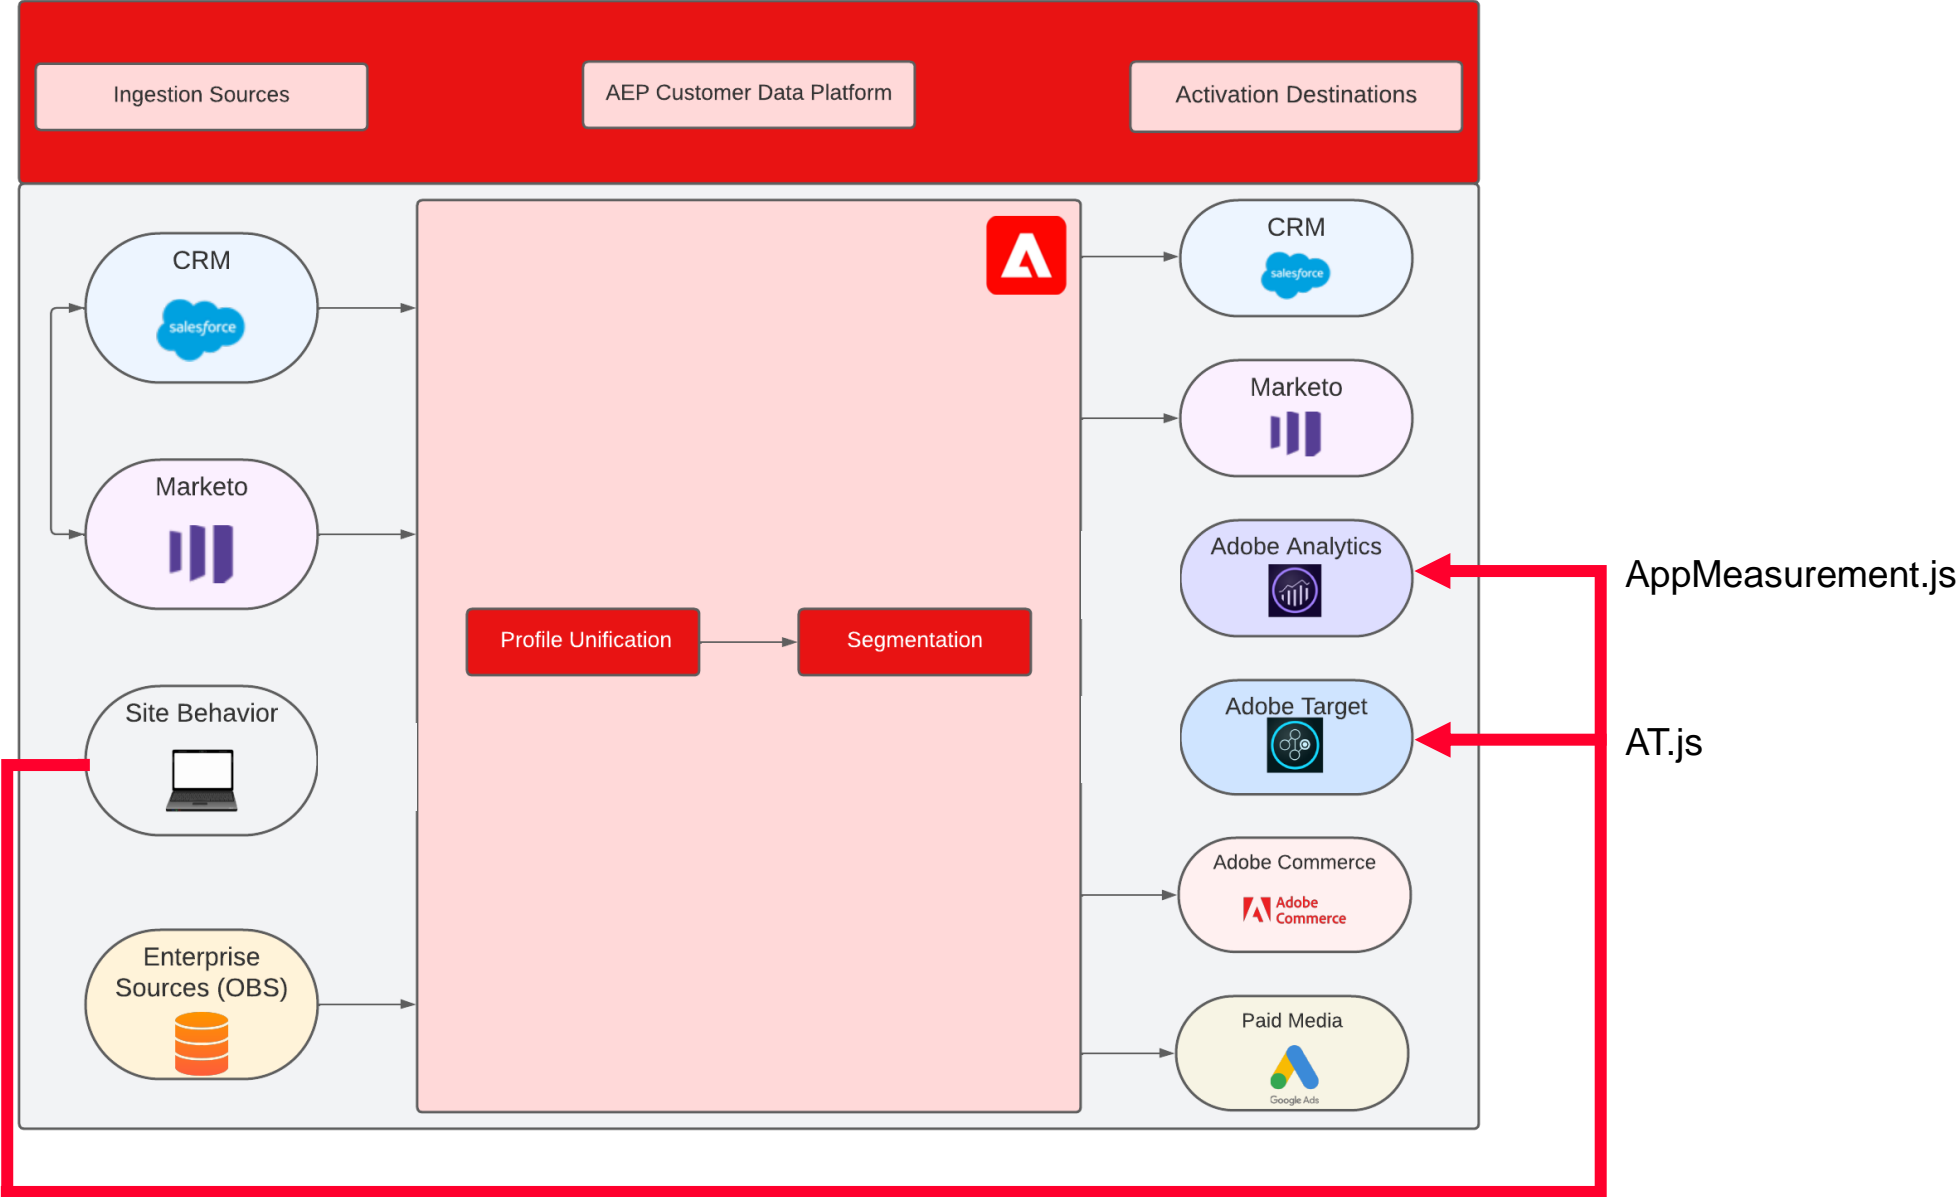 Ingestion Sources
AEP Customer Data Platform
Activation Destinations
CRM
salesforce
Marketo
Site Behavior
Enterprise
Sources (OBS)
Profile Unification
Segmentation
CRM
salesforce
Marketo
Adobe Analytics
Adobe Target
Adobe Commerce
Adobe
Commerce
Paid Media
Google Ads
AppMeasurement.js
AT.js